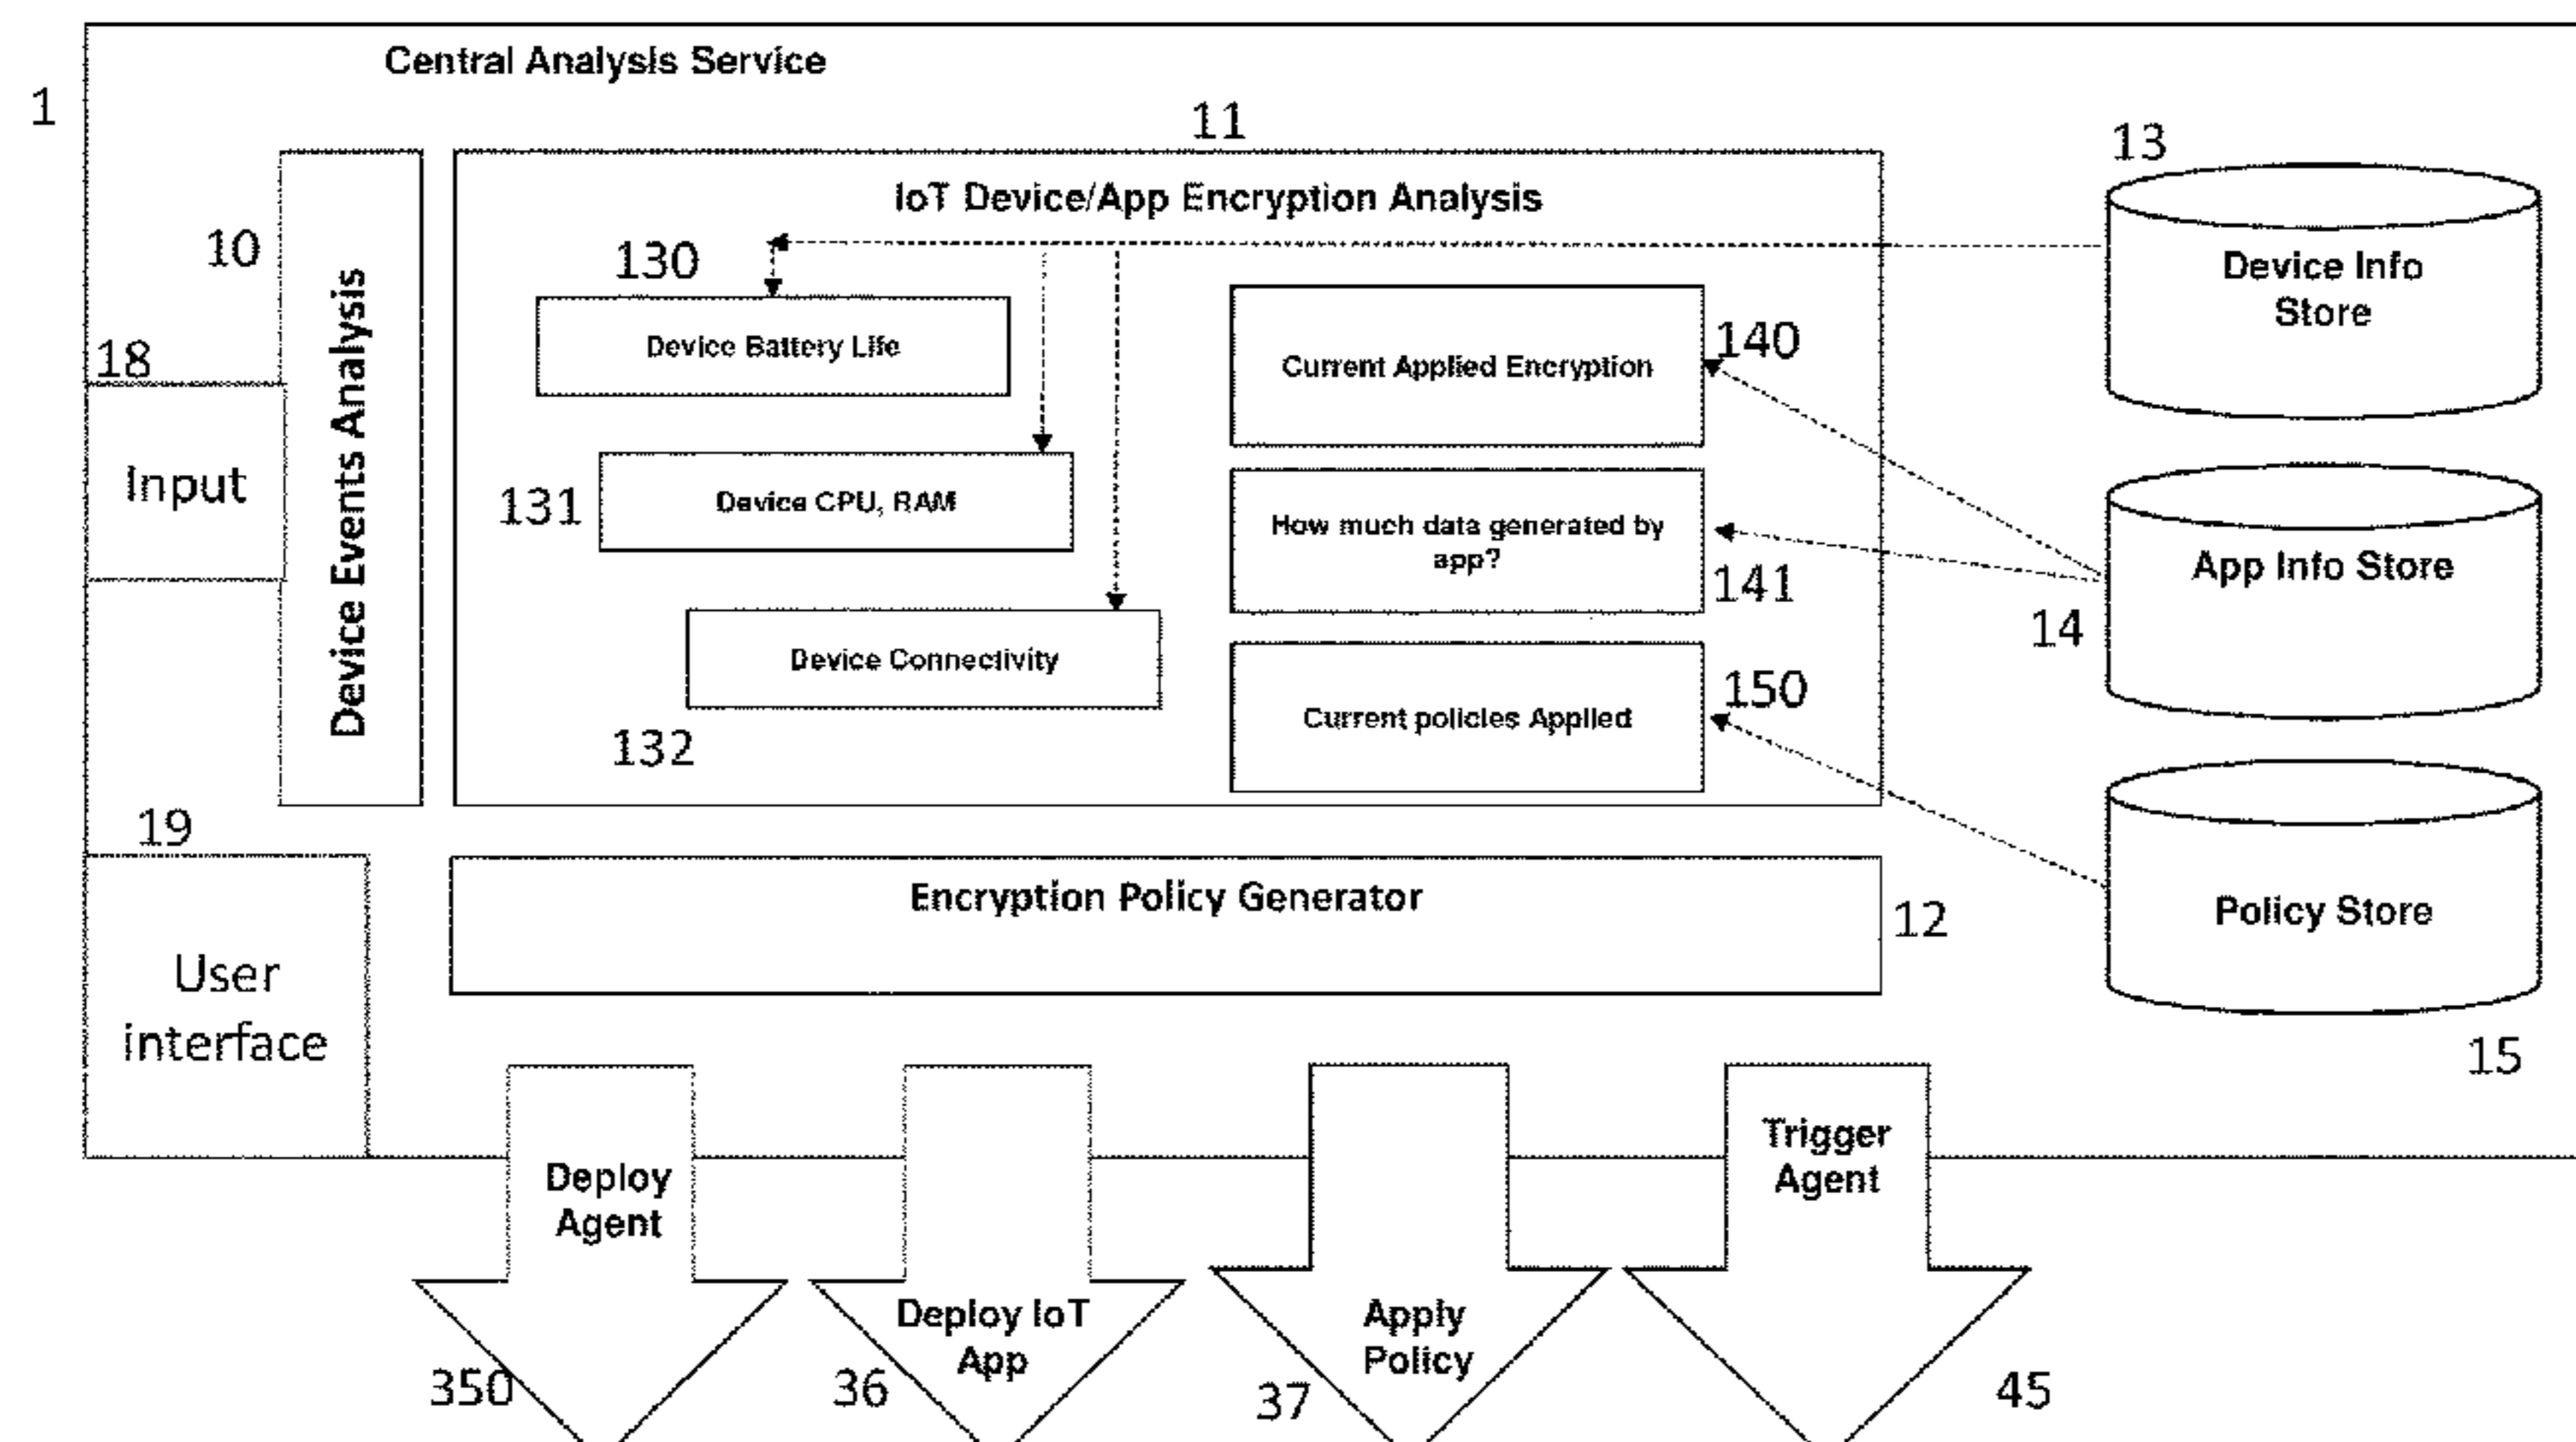 Central Analysis Service
1
11
13
IoT Device/App Encryption Analysis
10
130
Device Info
Store
Device Battery Life
140
Current Applied Encryption
18
Input
Device Events Analysis
131
Device CPU, RAM
How much data generated by
app?
141
App Info Store
14
Device Connectivity
132
150
Current policies Applied
19
User
interface
Encryption Policy Generator
12
Policy Store
15
Deploy
Agent
350
Deploy IoT
App
36
Apply
Policy
37
Trigger
Agent
45